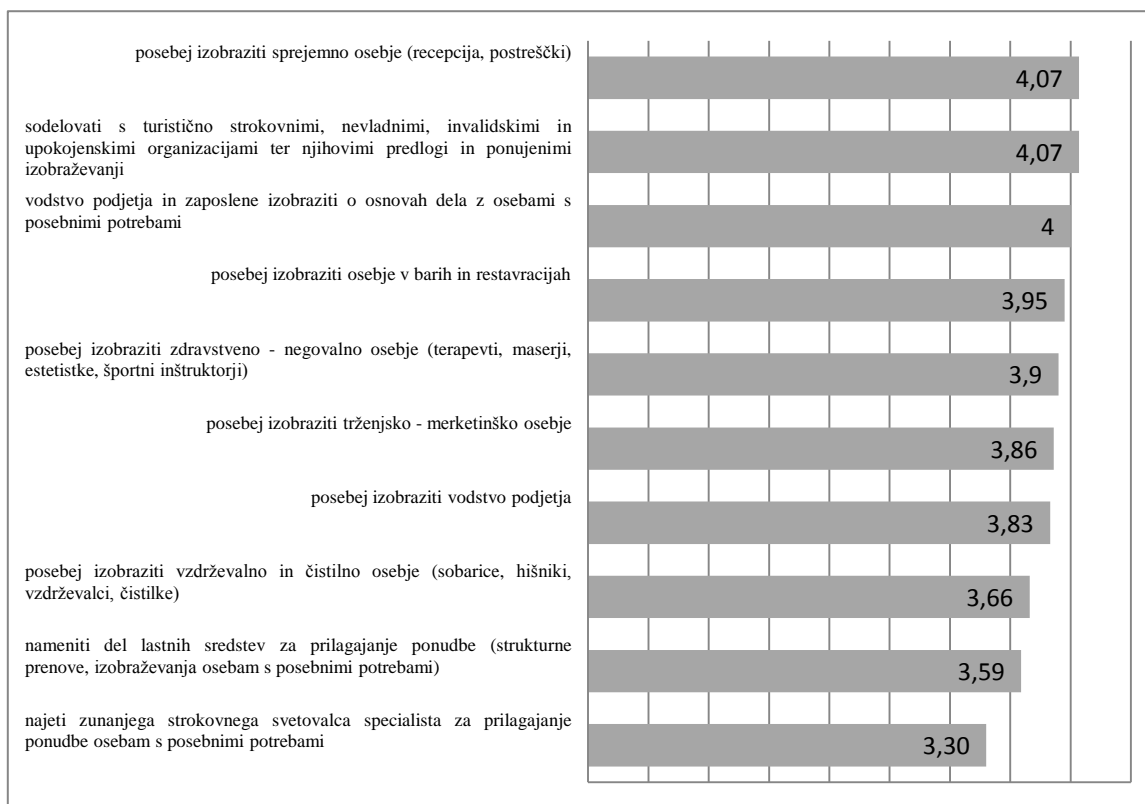 posebej izobraziti sprejemno osebje (recepcija, postreščki)
4,07
sodelovati s turistično strokovnimi, nevladnimi, invalidskimi in
upokojenskimi organizacijami ter njihovimi predlogi in ponujenimi
izobraževanji
4,07
vodstvo podjetja in zaposlene izobraziti o osnovah dela z osebami s
posebnimi potrebami
4
posebej izobraziti osebje v barih in restavracijah
3,95
posebej izobraziti zdravstveno - negovalno osebje (terapevti, maserji,
estetistke, športni inštruktorji)
3,9
posebej izobraziti trženjsko - merketinško osebje
3,86
posebej izobraziti vodstvo podjetja
3,83
posebej izobraziti vzdrževalno in čistilno osebje (sobarice, hišniki,
vzdrževalci, čistilke)
3,66
nameniti del lastnih sredstev za prilagajanje ponudbe (strukturne
prenove, izobraževanja osebam s posebnimi potrebami)
3,59
najeti zunanjega strokovnega svetovalca specialista za prilagajanje
ponudbe osebam s posebnimi potrebami
3,30